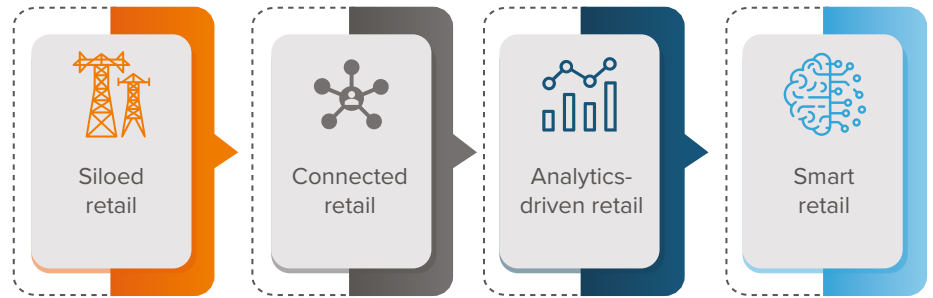 Siloed
retail
Connected
retail
Analytics-
driven retail
Smart
retail